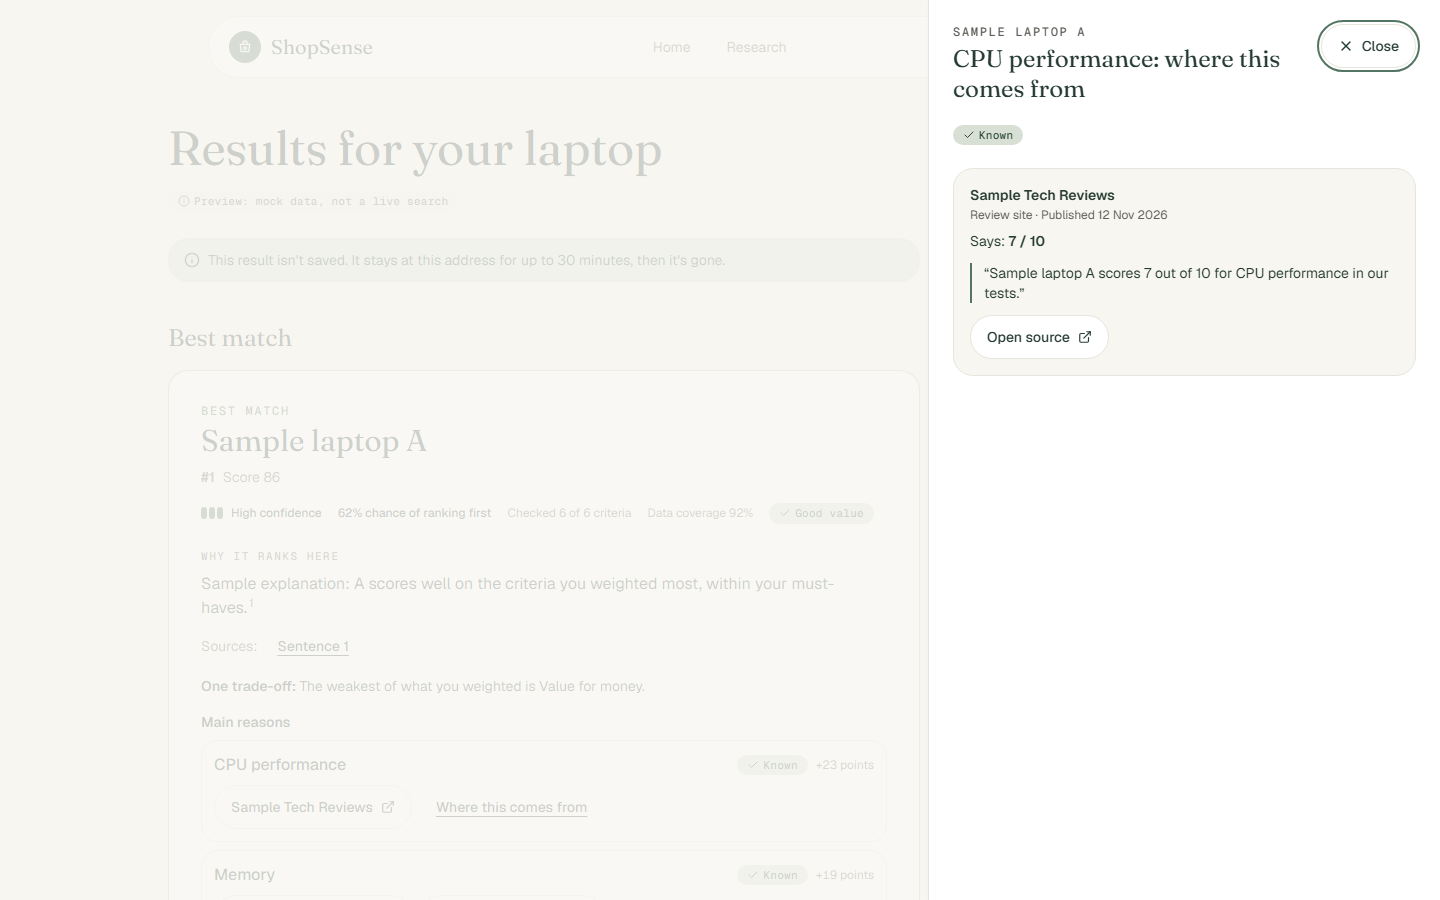 ShopSense
Home
Research
Results for your laptop
Preview: mock data, not a live search
This result isn't saved. It stays at this address for up to 30 minutes, then it's gone.
Best match
BEST MATCH
Sample laptop A
#1 Score 86
High confidence 62% chance of ranking first Checked 6 of 6 criteria Data coverage 92% Good value
WHY IT RANKS HERE
Sample explanation: A scores well on the criteria you weighted most, within your must-
haves. 1
Sources: Sentence 1
One trade-off: The weakest of what you weighted is Value for money.
Main reasons
CPU performance
Known +23 points
Sample Tech Reviews
Where this comes from
Memory
Known +19 points
SAMPLE LAPTOP A
CPU performance: where this
comes from
Close
Known
Sample Tech Reviews
Review site · Published 12 Nov 2026
Says: 7 / 10
“Sample laptop A scores 7 out of 10 for CPU performance in our
tests.”
Open source